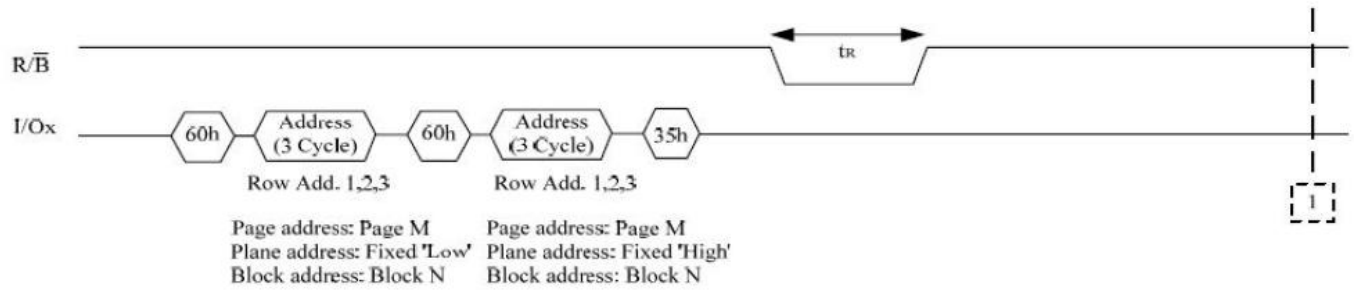 R/B̅
tR
I/Ox
60h
Address
(3 Cycle)
60h
Address
(3 Cycle)
35h
Row Add. 1,2,3
Row Add. 1,2,3
Page address: Page M
Plane address: Fixed 'Low'
Block address: Block N
Page address: Page M
Plane address: Fixed 'High'
Block address: Block N
1